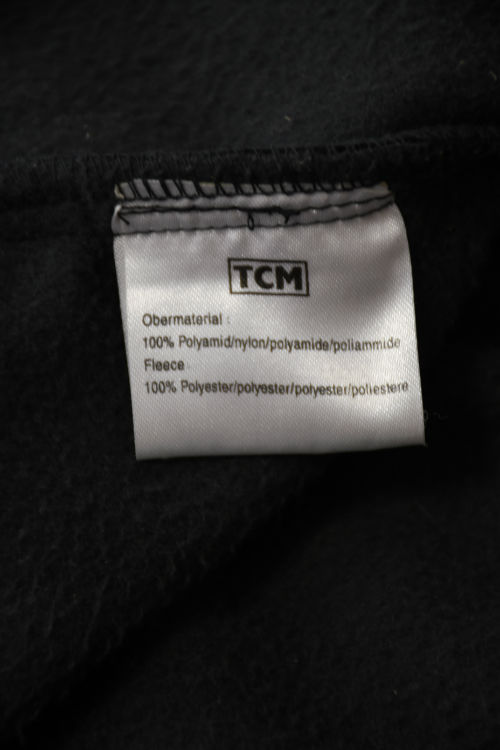 TCM
Obermaterial :
100% Polyamid/nylon/polyamide/poliammide
Fleece
100% Polyester/polyester/polyester/poliestere